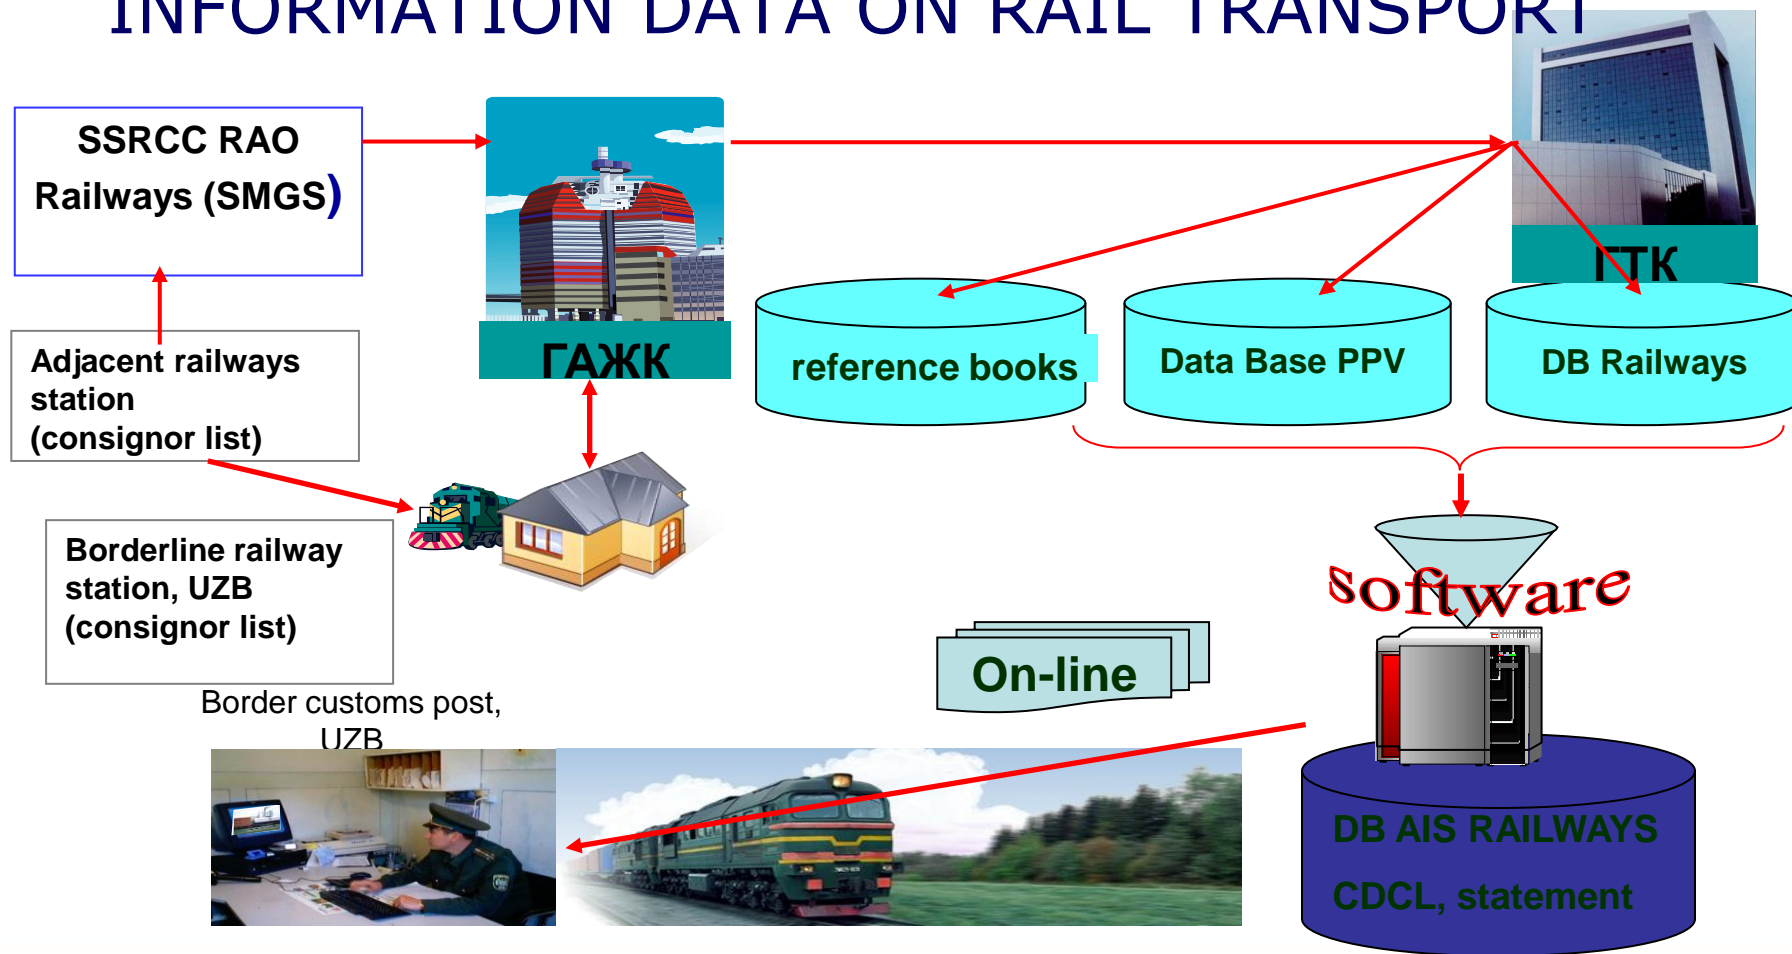 INFORMATION DATA ON RAIL TRANSPORT
SSRCC RAO
Railways (SMGS)
ГАЖК
ГТК
Adjacent railways
station
(consignor list)
reference books
Data Base PPV
DB Railways
Borderline railway
station, UZB
(consignor list)
software
On-line
Border customs post,
UZB
DB AIS RAILWAYS
CDCL, statement